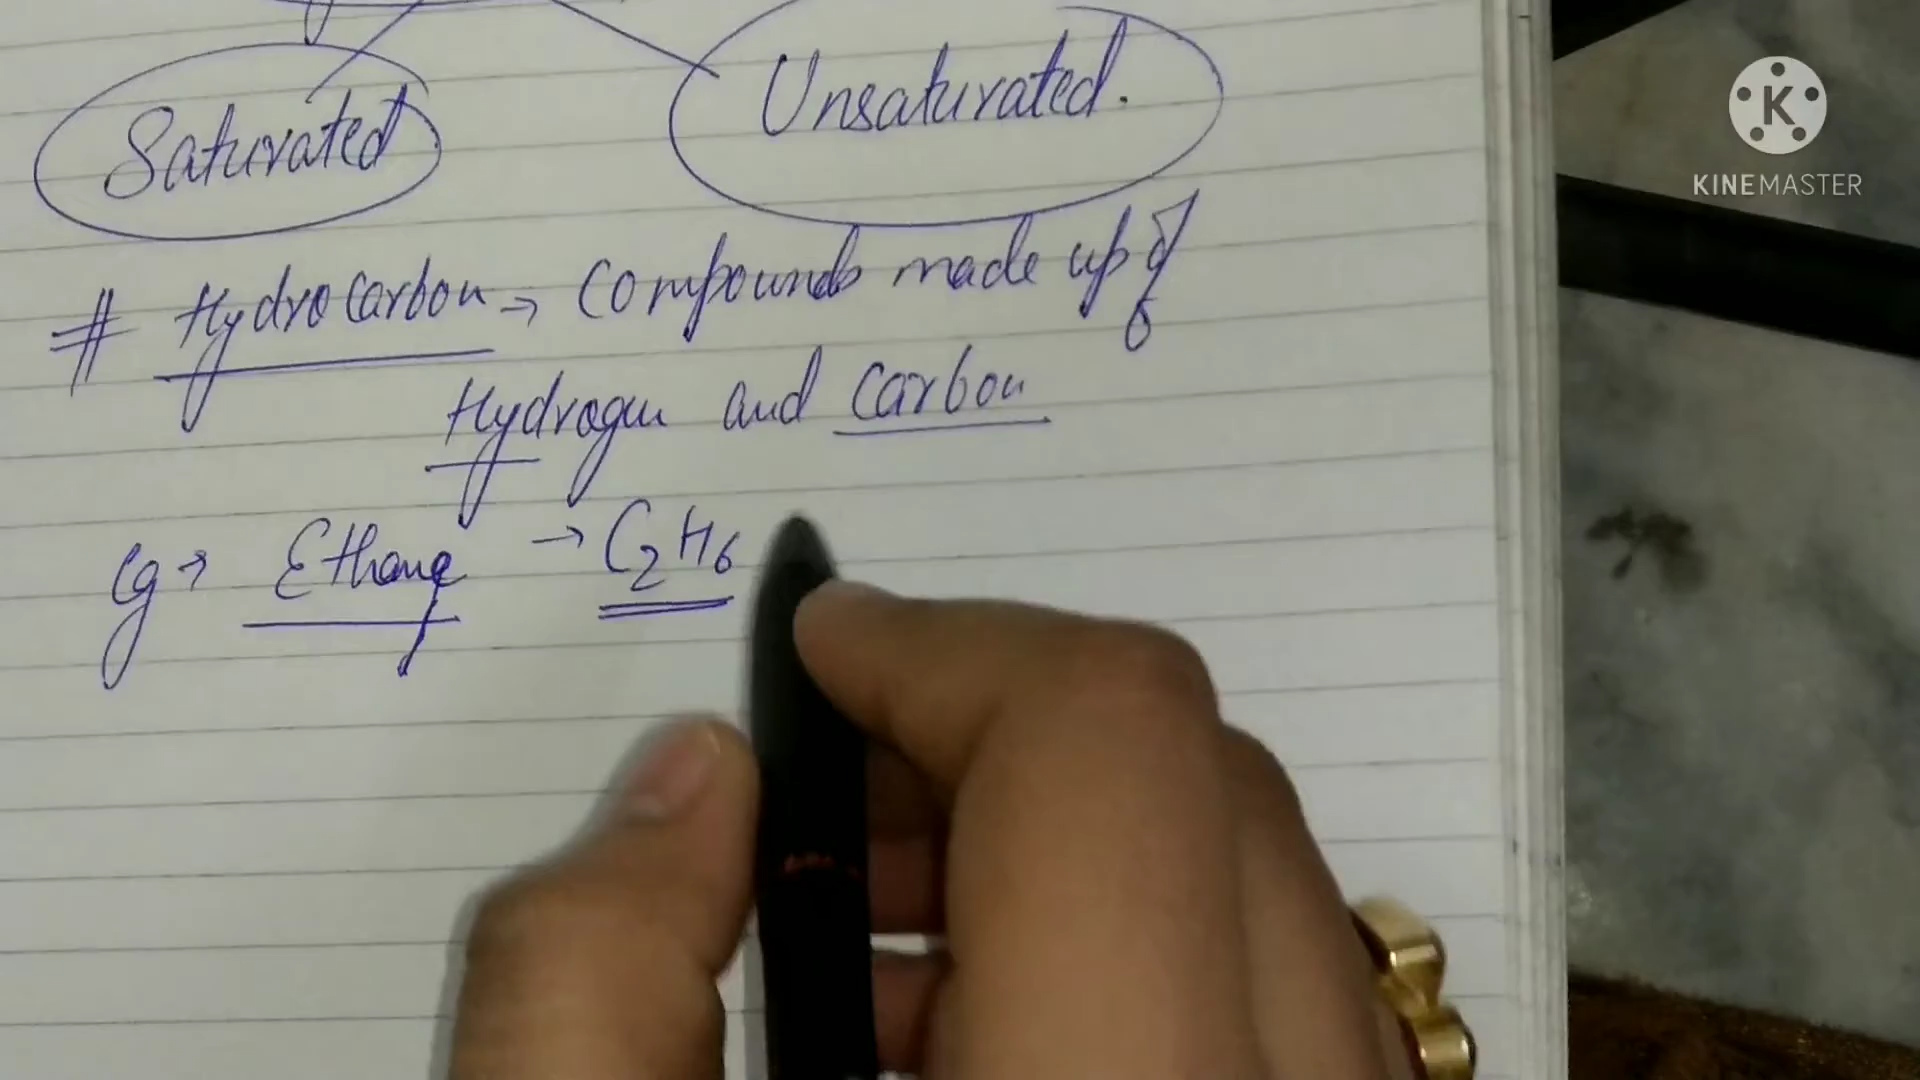 Saturated
Unsaturated.
# Hydrocarbon → Compounds made up of
Hydrogen and Carbon
eg → Ethane → C2H6
K
KINEMASTER